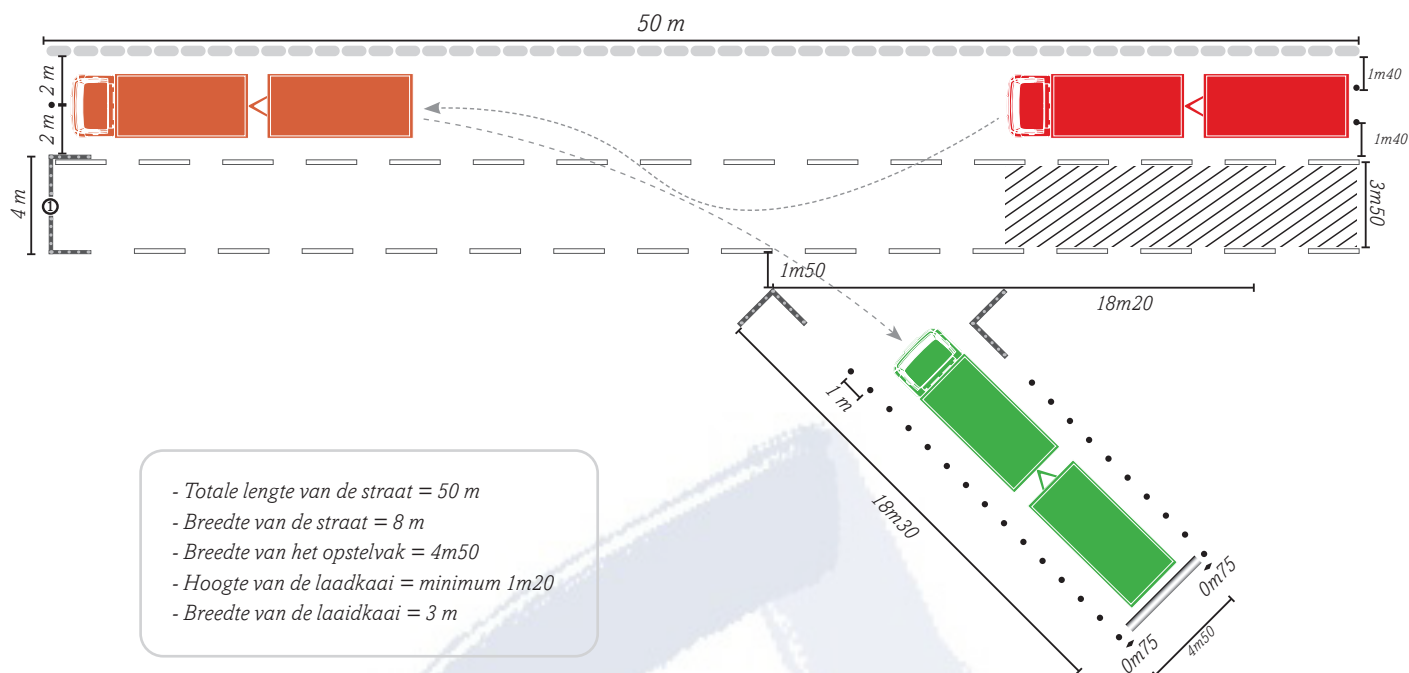 50 m
2 m
2 m
1m40
1m40
4 m
1
3m50
1m50
18m20
1 m
18m30
0m75
0m75
4m50
- Totale lengte van de straat = 50 m
- Breedte van de straat = 8 m
- Breedte van het opstelvak = 4m50
- Hoogte van de laadkaai = minimum 1m20
- Breedte van de laaidkaai = 3 m